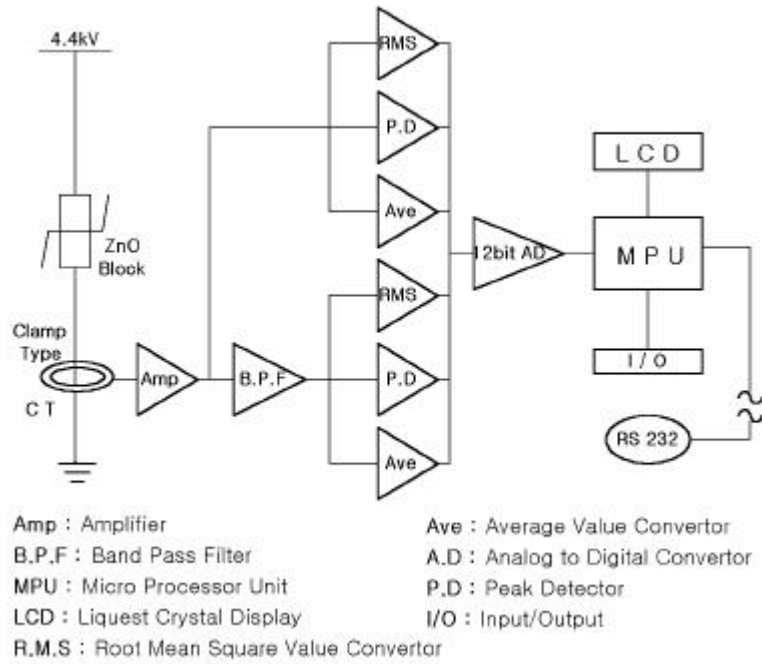 4.4kV
RMS
P.D
Ave
LCD
ZnO
Block
12bit AD
MPU
Clamp
Type
RMS
Amp
B.P.F
P.D
I/O
CT
RS 232
Ave
Amp : Amplifier
B.P.F : Band Pass Filter
MPU : Micro Processor Unit
LCD : Liquest Crystal Display
R.M.S : Root Mean Square Value Convertor
Ave : Average Value Convertor
A.D : Analog to Digital Convertor
P.D : Peak Detector
I/O : Input/Output